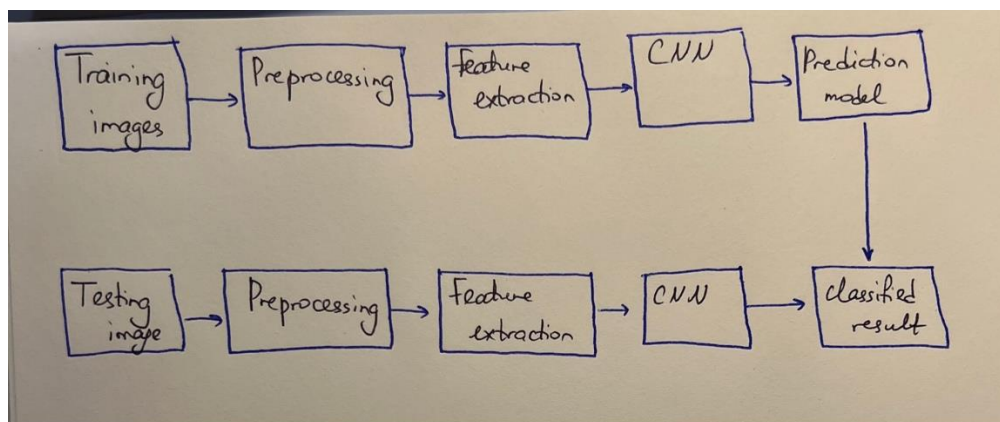 Training
images
Preprocessing
Feature
extraction
CNN
Prediction
model
Testing
image
Preprocessing
Feature
extraction
CNN
classified
result